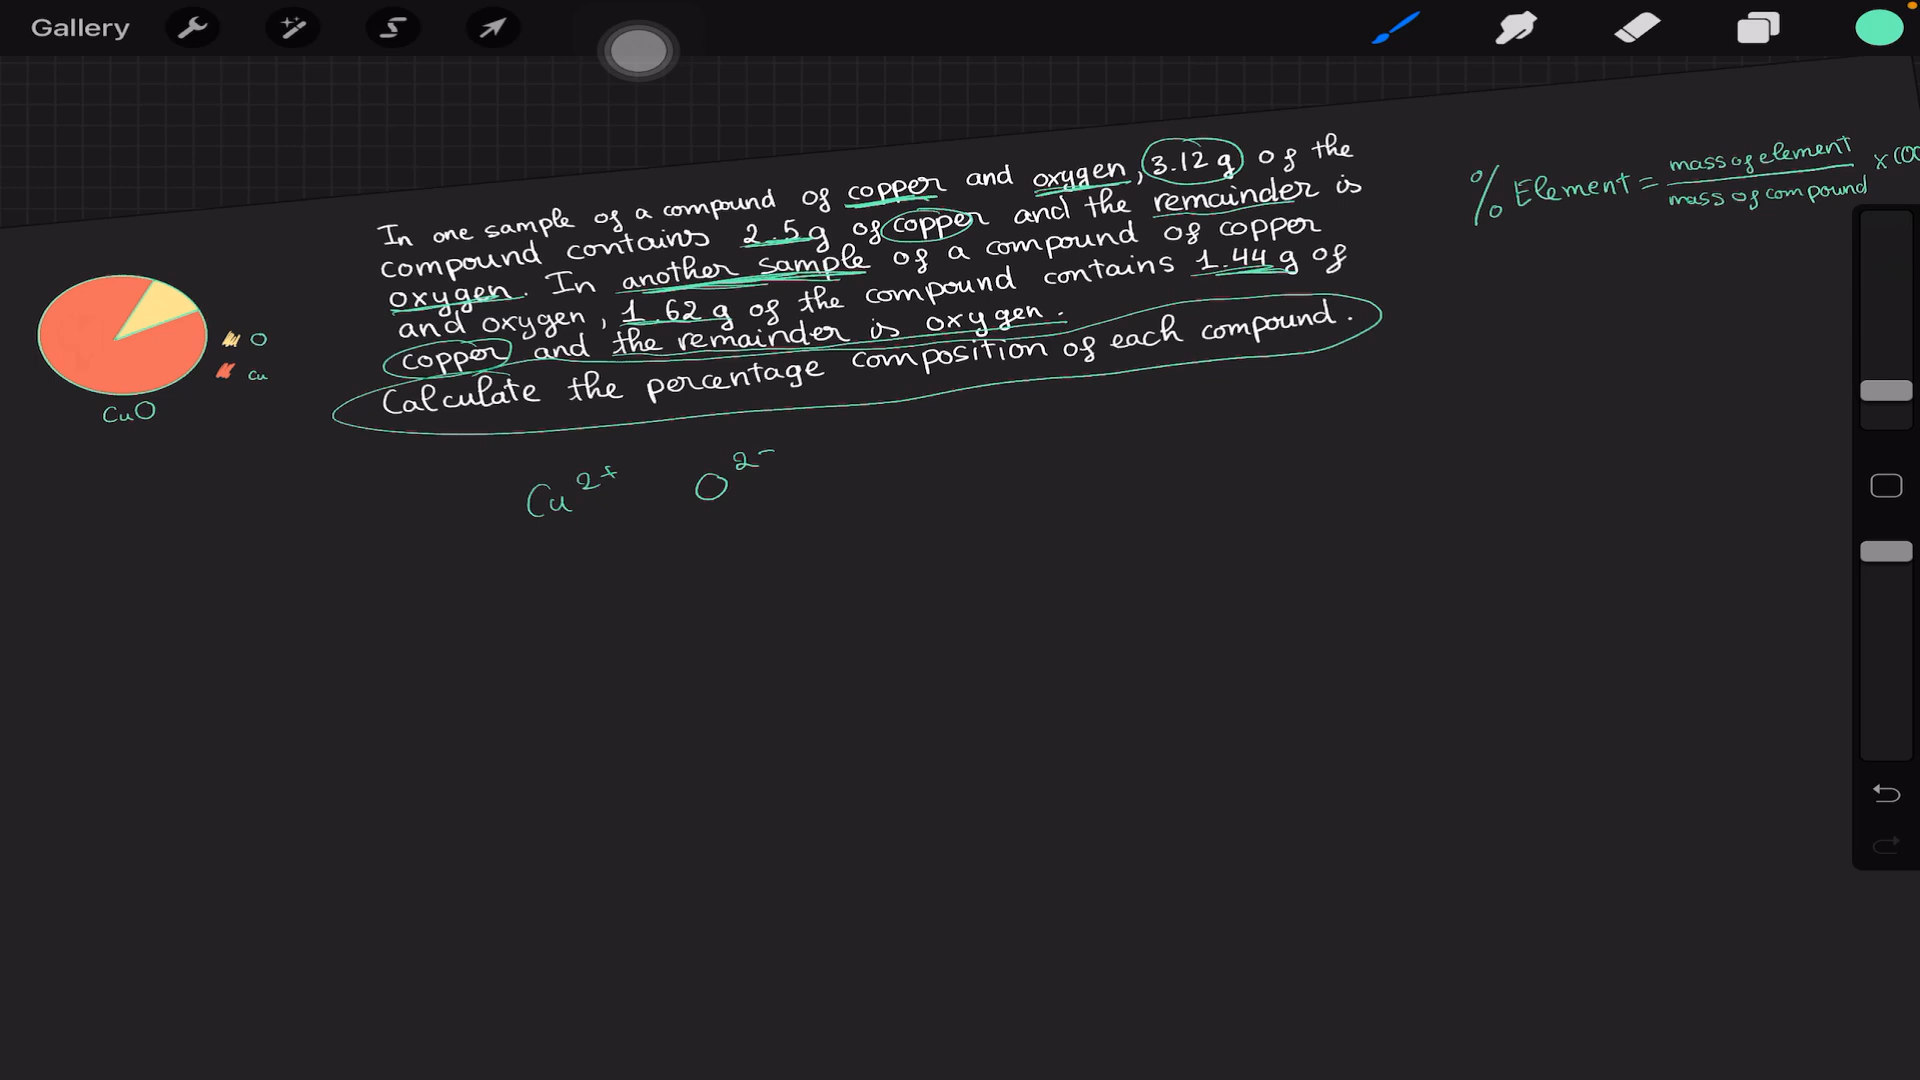 Gallery
In one sample of a compound of copper and oxygen, 3.12 g of the
compound contains 2.5g of copper and the remainder is
oxygen. In another sample of a compound of copper
and oxygen, 1.62 g of the compound contains 1.44 g of
copper and the remainder is oxygen.
Calculate the percentage composition of each compound.
% Element = mass of element
mass of compound
O
Cu
CuO
Cu 2+ O 2-